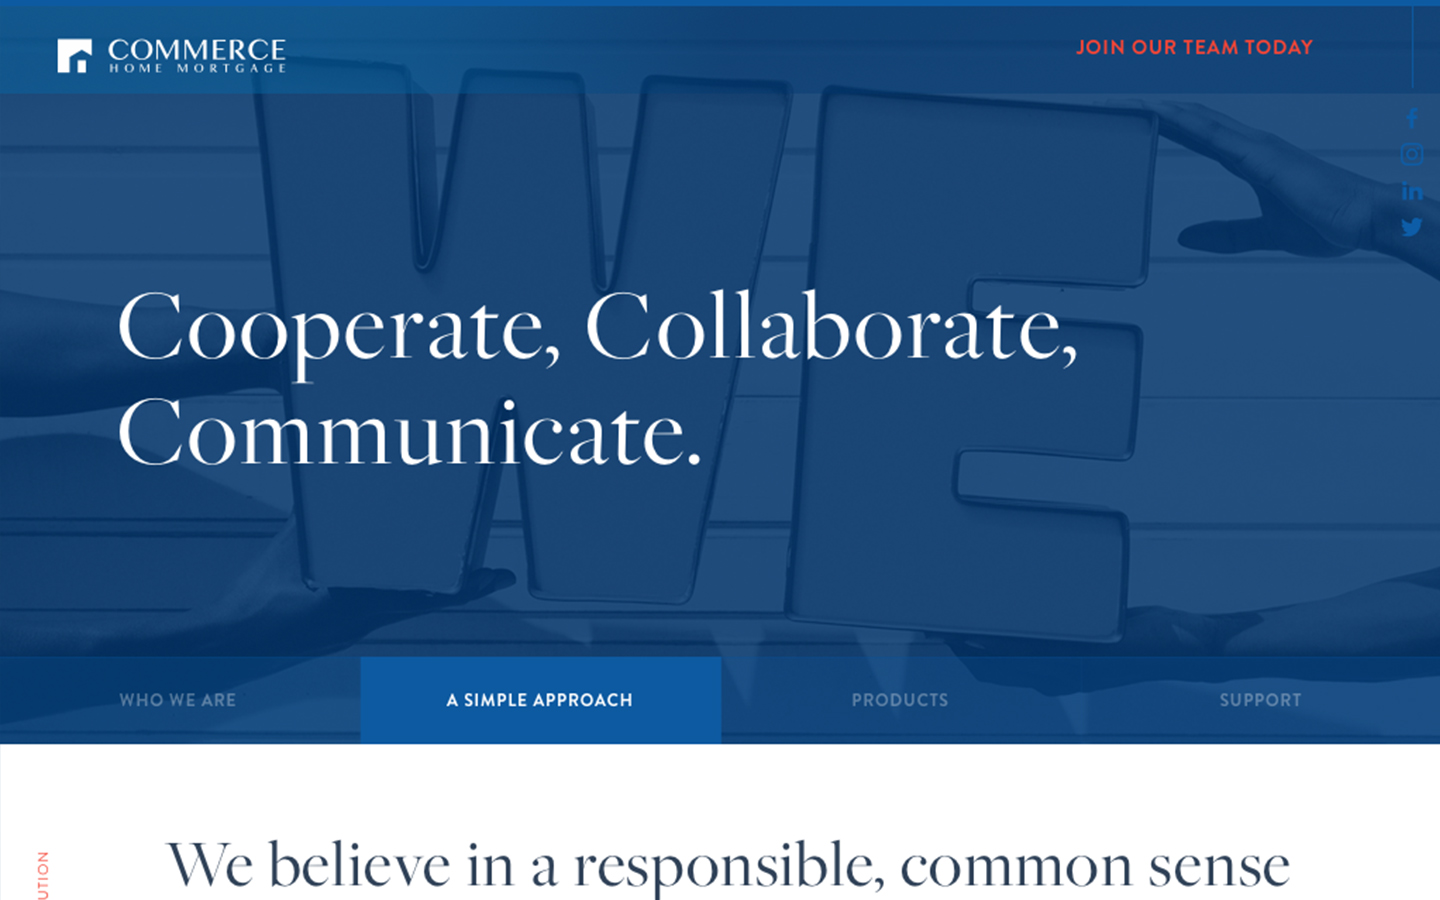 COMMERCE
HOME MORTGAGE
JOIN OUR TEAM TODAY
WE
Cooperate, Collaborate,
Communicate.
WHO WE ARE
A SIMPLE APPROACH
PRODUCTS
SUPPORT
We believe in a responsible, common sense